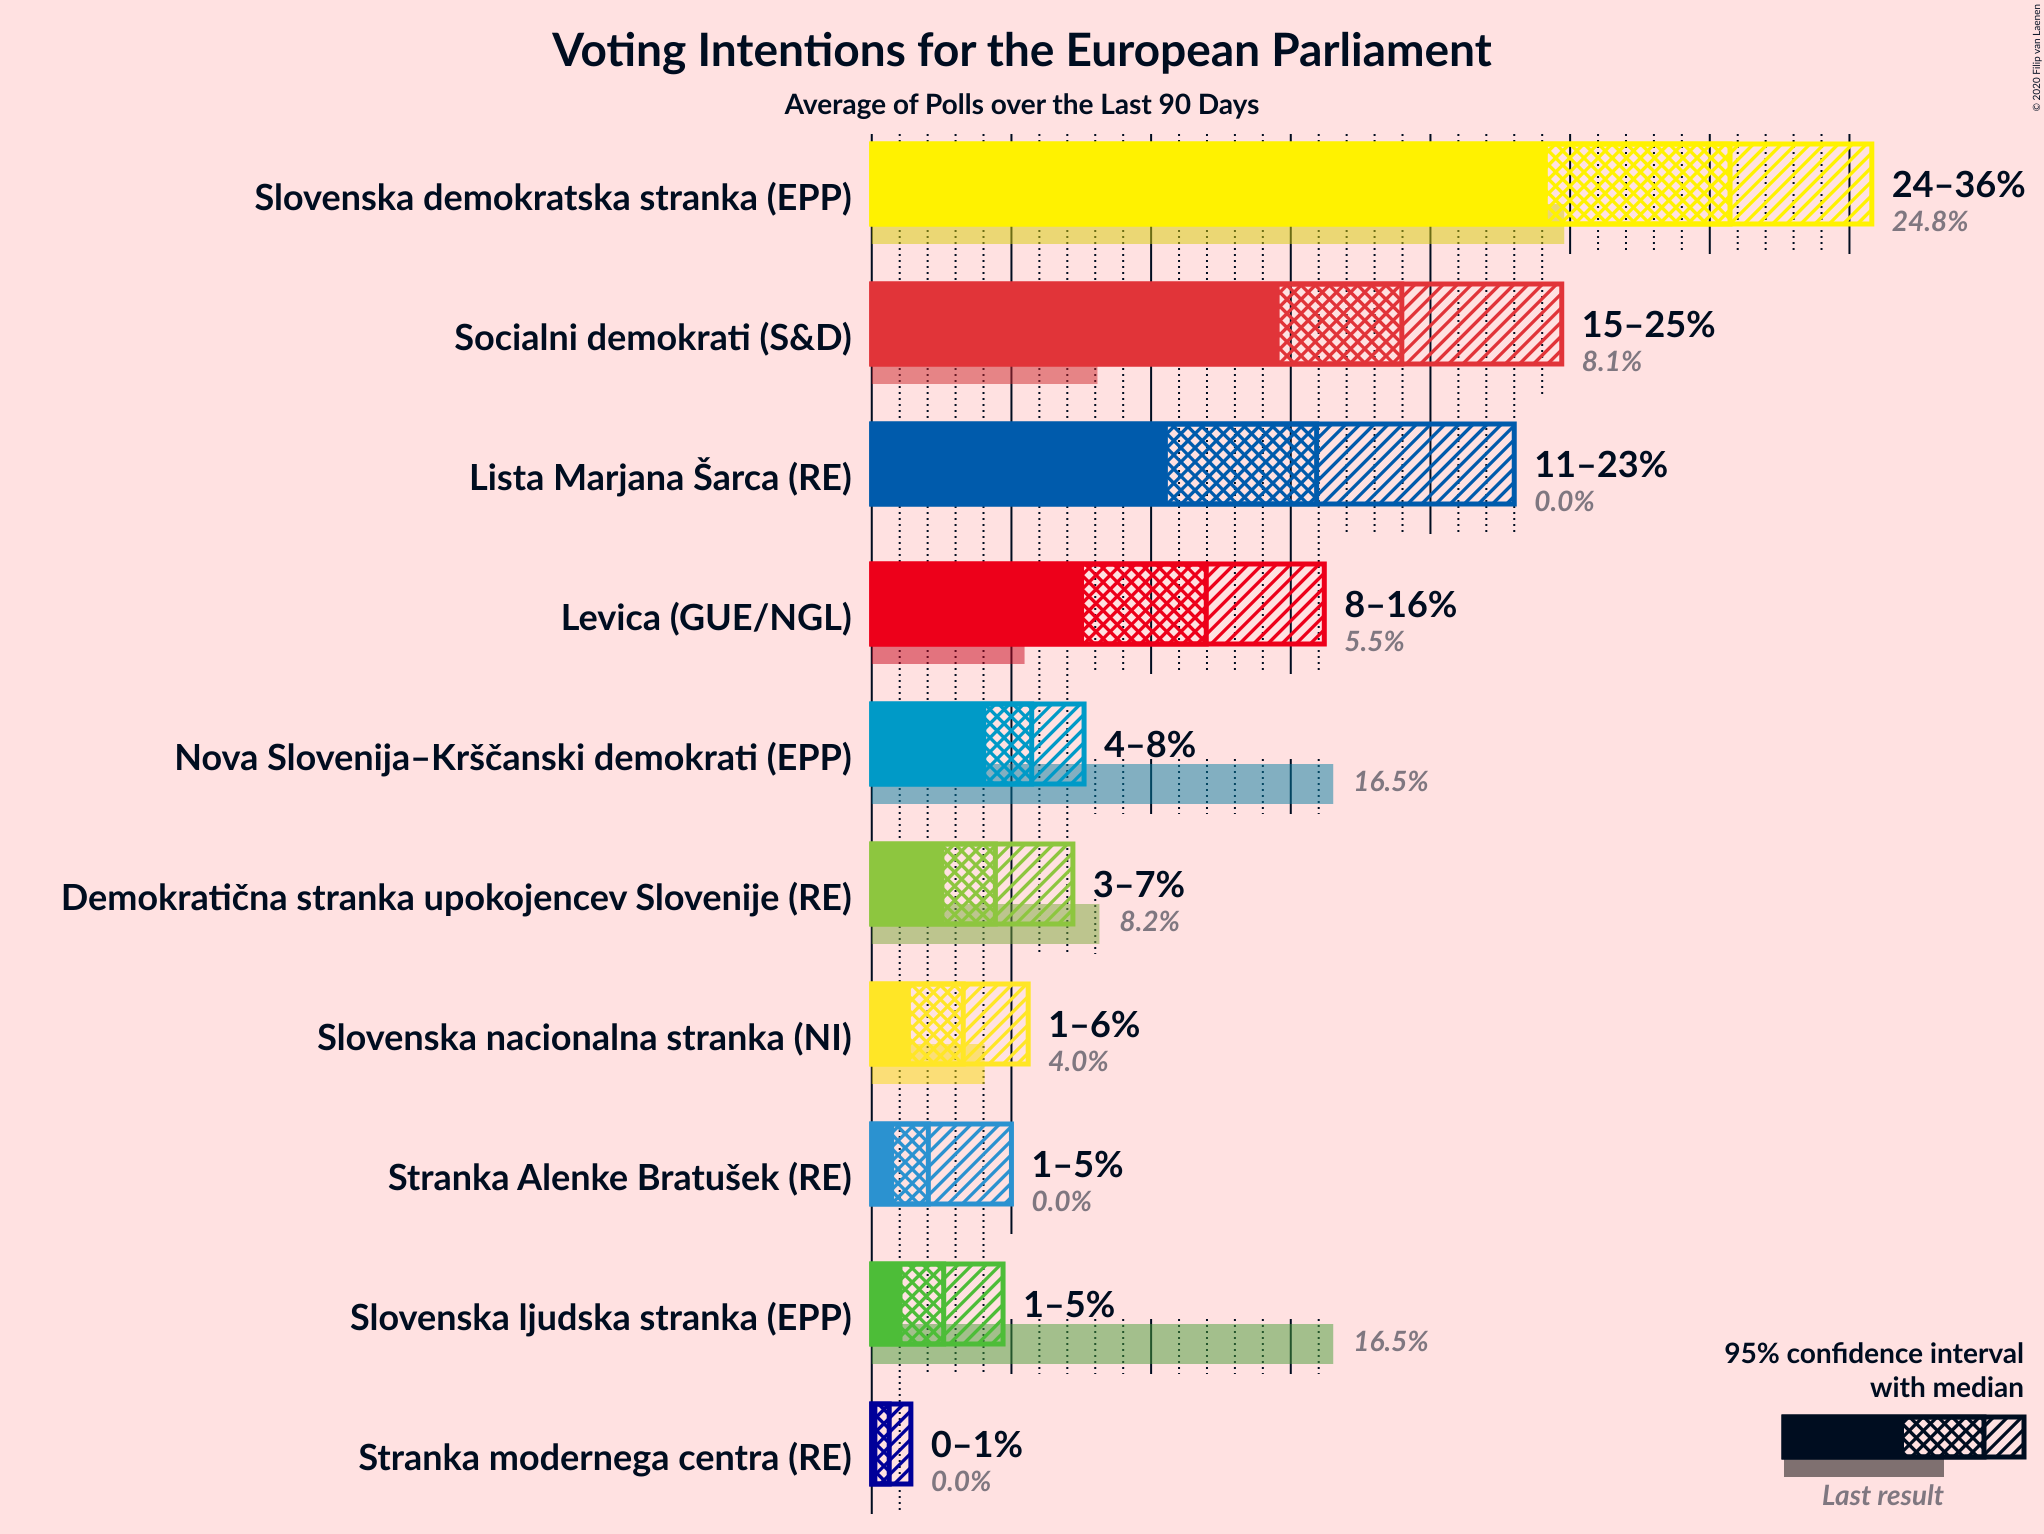 Voting Intentions for the European Parliament
Average of Polls over the Last 90 Days
© 2020 Filip van Laenen
Slovenska demokratska stranka (EPP)
24–36%
24.8%
Socialni demokrati (S&D)
15–25%
8.1%
Lista Marjana Šarca (RE)
11–23%
0.0%
Levica (GUE/NGL)
8–16%
5.5%
Nova Slovenija–Krščanski demokrati (EPP)
4–8%
16.5%
Demokratična stranka upokojencev Slovenije (RE)
3–7%
8.2%
Slovenska nacionalna stranka (NI)
1–6%
4.0%
Stranka Alenke Bratušek (RE)
1–5%
0.0%
Slovenska ljudska stranka (EPP)
1–5%
16.5%
Stranka modernega centra (RE)
0–1%
0.0%
95% confidence interval
with median
Last result